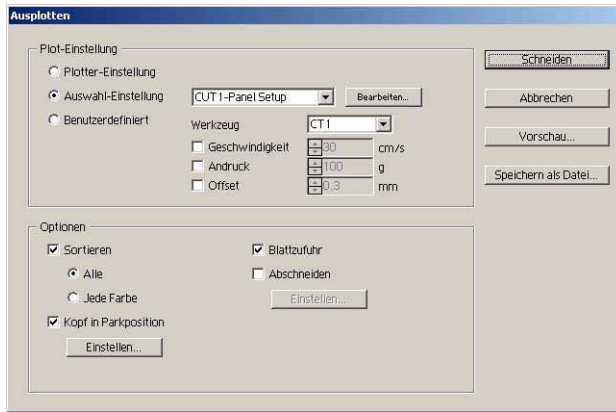 Ausplotten
Plot-Einstellung
Plotter-Einstellung
Auswahl-Einstellung
CUT1-Panel Setup
Bearbeiten...
Benutzerdefiniert
Werkzeug
CT1
Geschwindigkeit
30
cm/s
Andruck
100
g
Offset
0,3
mm
Schneiden
Abbrechen
Vorschau...
Speichern als Datei...
Optionen
Sortieren
Blattzufuhr
Alle
Abschneiden
Jede Farbe
Einstellen...
Kopf in Parkposition
Einstellen...